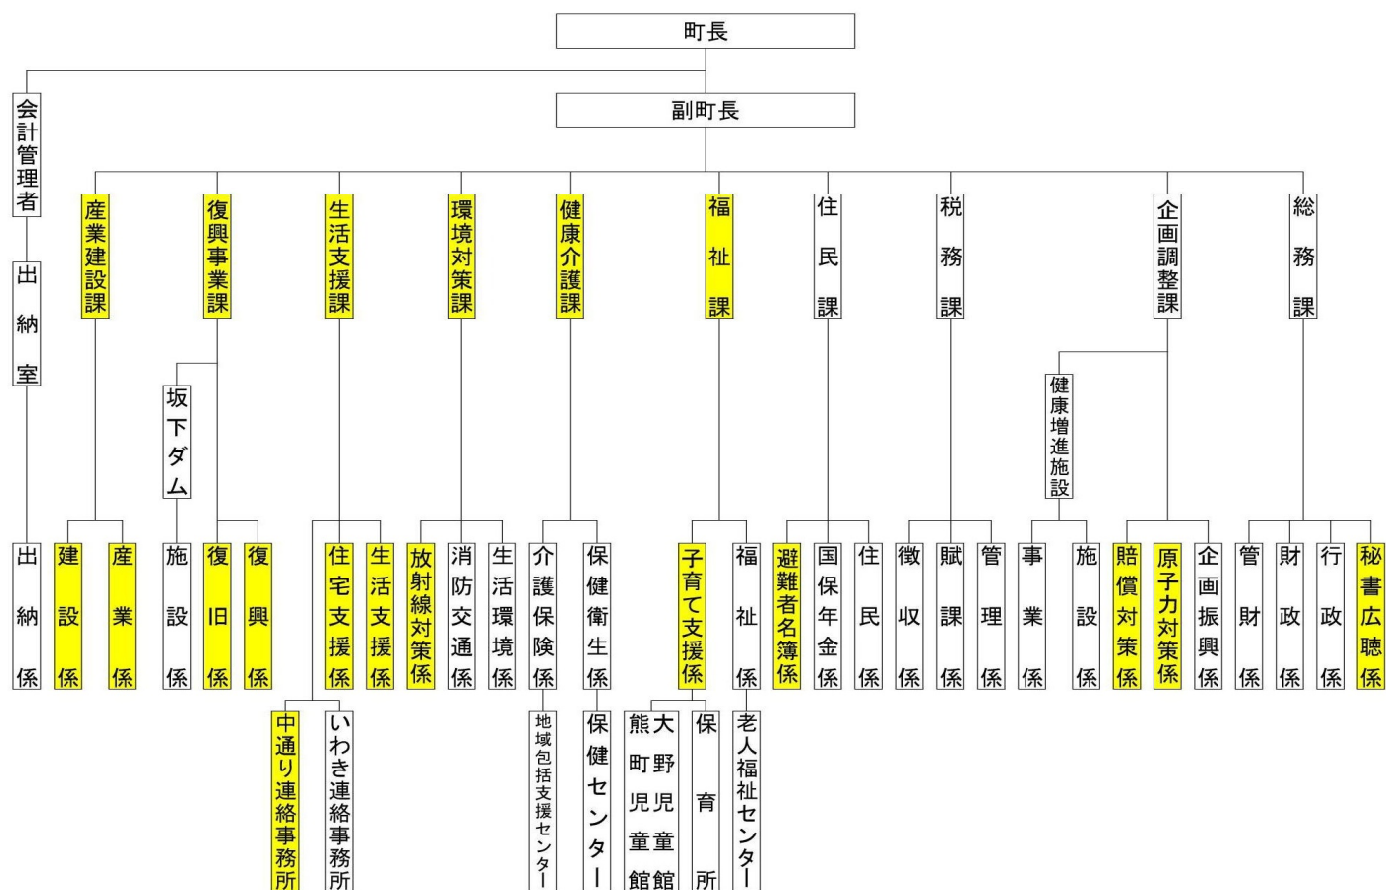 町長
副町長
会計管理者
出納室
産業建設課
復興事業課
生活支援課
環境対策課
健康介護課
福祉課
住民課
税務課
企画調整課
総務課
坂下ダム
健康増進施設
出納係
建設係
産業係
施設係
復旧係
復興係
住宅支援係
生活支援係
放射線対策係
消防交通係
生活環境係
介護保険係
保健衛生係
子育て支援係
福祉係
避難者名簿係
国保年金係
住民係
徴収係
賦課係
管理係
事業係
施設係
賠償対策係
原子力対策係
企画振興係
管財係
財政係
行政係
秘書広聴係
中通り連絡事務所
いわき連絡事務所
地域包括支援センター
保健センター
熊町児童館
大野児童館
保育所
老人福祉センター